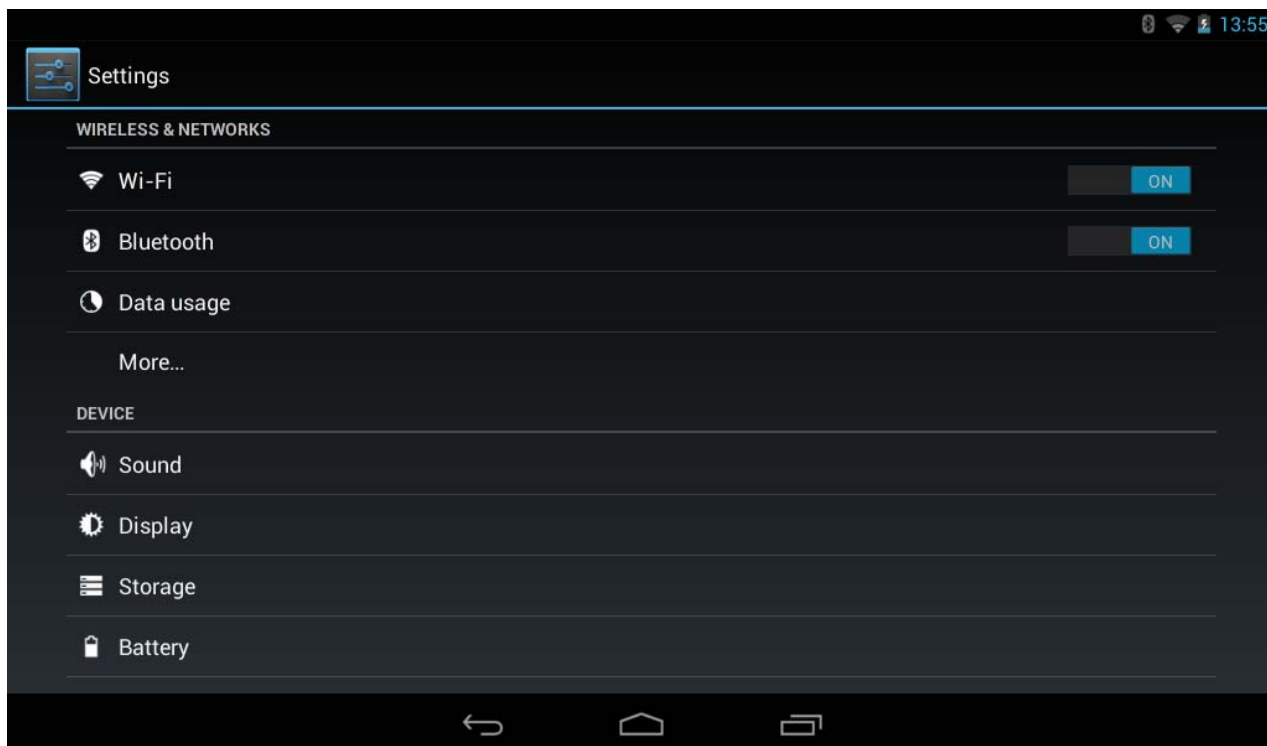 13:55
Settings
WIRELESS & NETWORKS
Wi-Fi ON
Bluetooth ON
Data usage
More...
DEVICE
Sound
Display
Storage
Battery